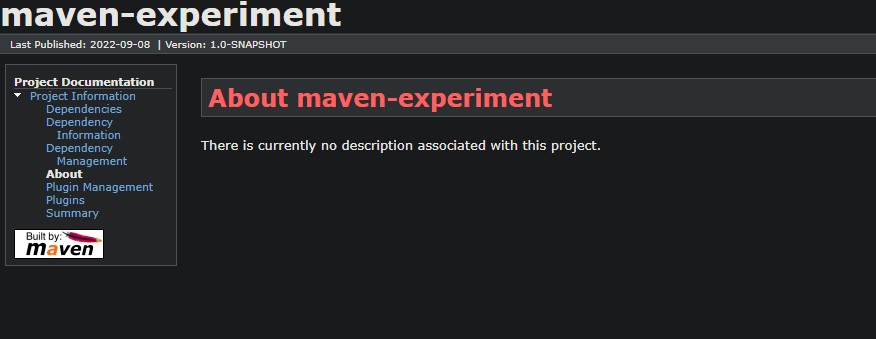 maven-experiment
Last Published: 2022-09-08 | Version: 1.0-SNAPSHOT
Project Documentation
Project Information
Dependencies
Dependency
Information
Dependency
Management
About
Plugin Management
Plugins
Summary
Built by:
maven
About maven-experiment
There is currently no description associated with this project.